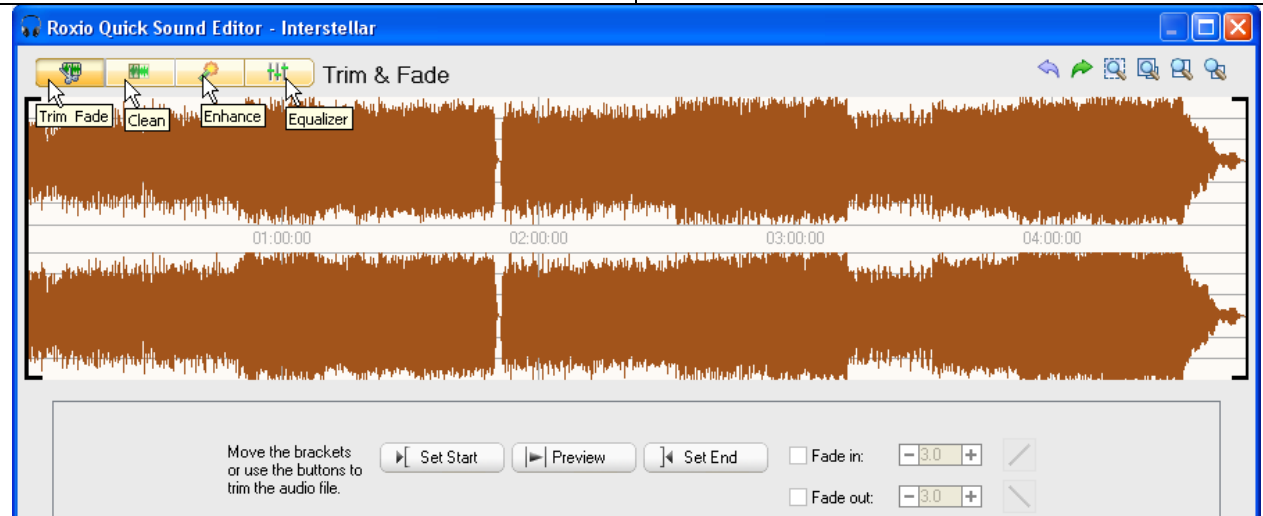 Roxio Quick Sound Editor - Interstellar
Trim & Fade
Trim Fade
Clean
Enhance
Equalizer
01:00:00
02:00:00
03:00:00
04:00:00
Move the brackets
or use the buttons to
trim the audio file.
Set Start
Preview
Set End
Fade in:
3.0
Fade out:
3.0